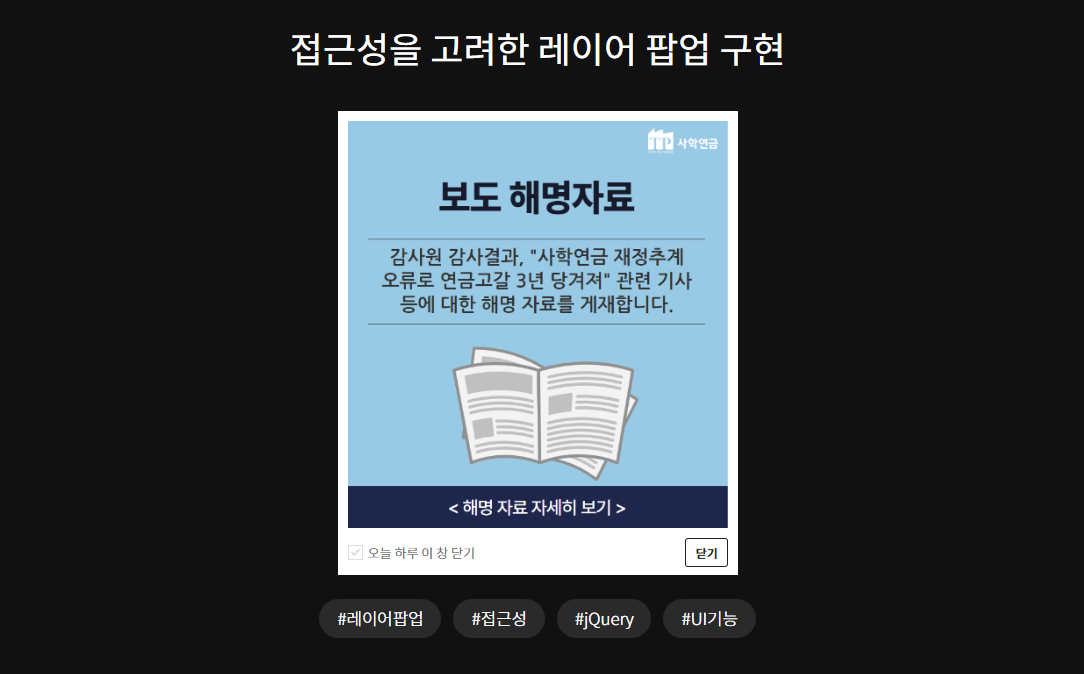 접근성을 고려한 레이어 팝업 구현
TP 사학연금
보도 해명자료
감사원 감사결과, "사학연금 재정추계
오류로 연금고갈 3년 당겨져" 관련 기사
등에 대한 해명 자료를 게재합니다.
< 해명 자료 자세히 보기 >
오늘 하루 이 창 닫기
닫기
#레이어팝업 #접근성 #jQuery #UI기능